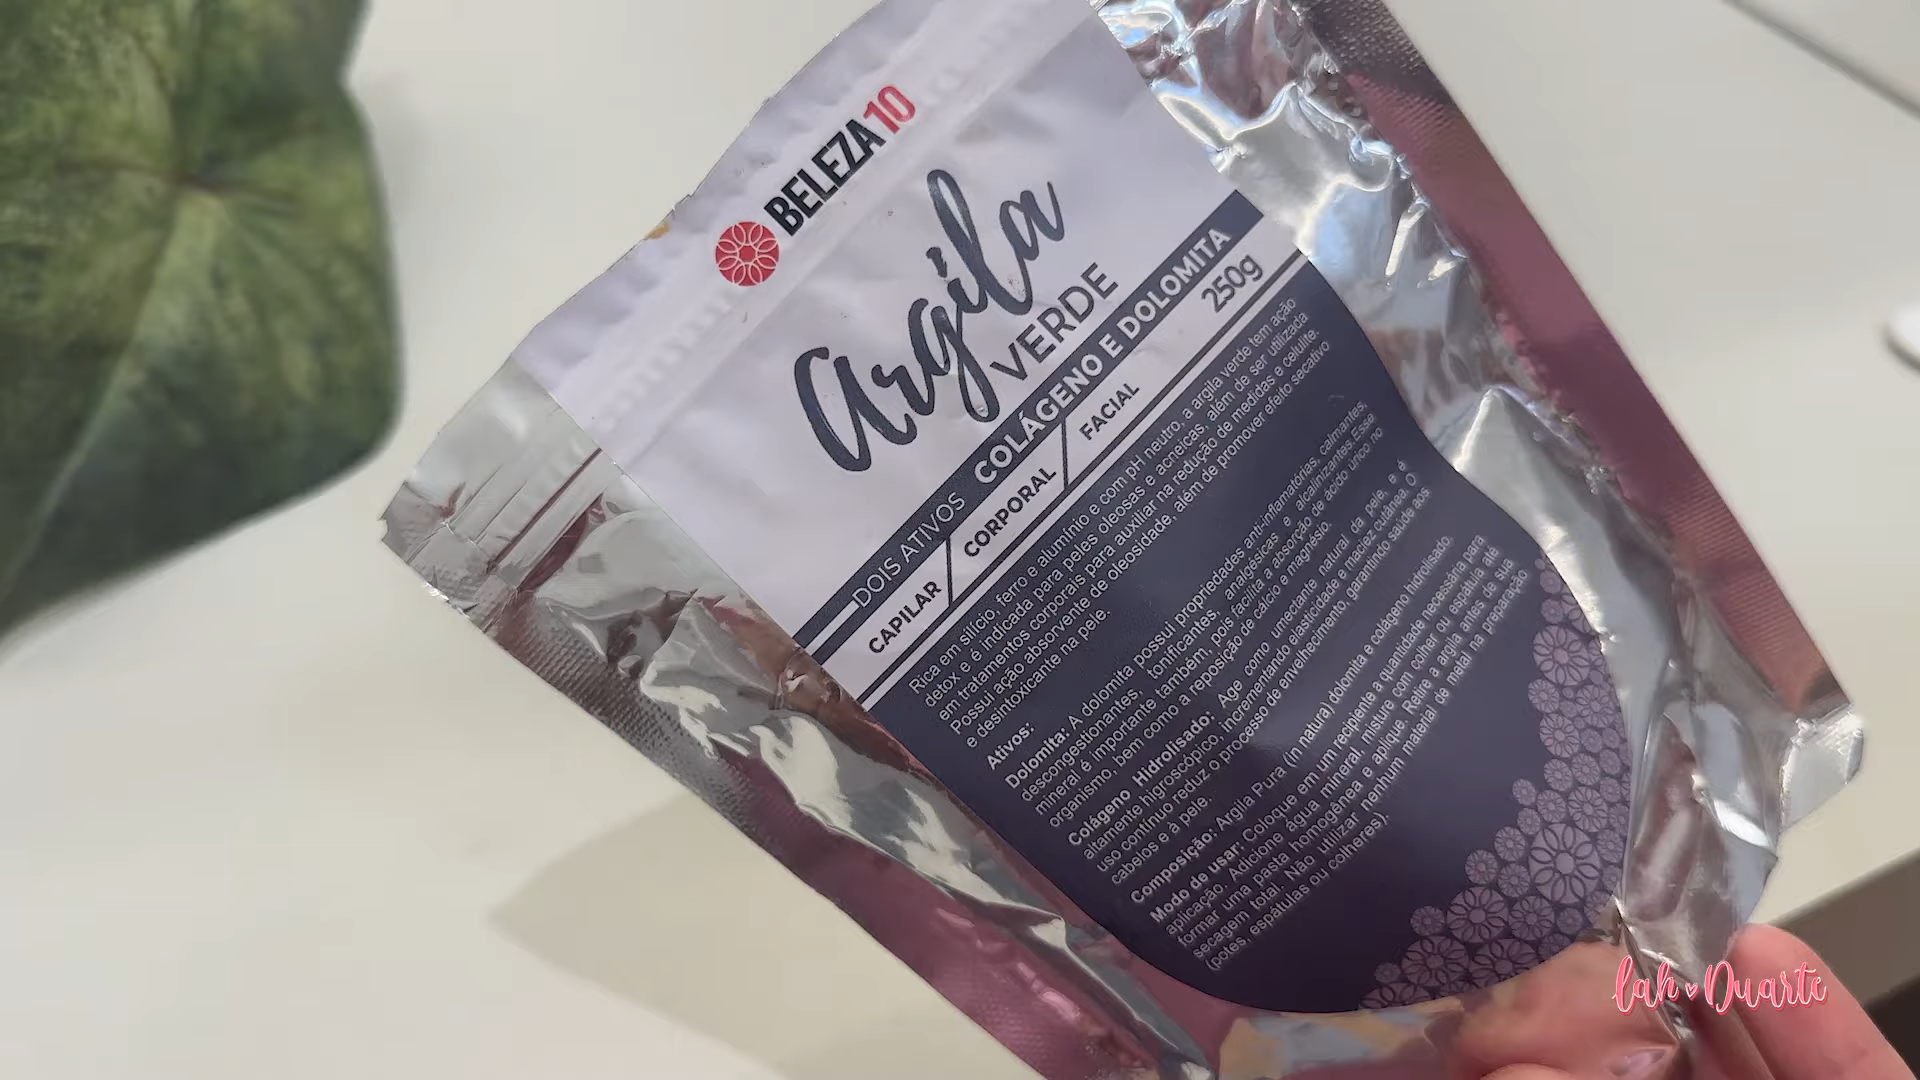 BELEZA10
argila
VERDE
DOIS ATIVOS COLÁGENO E DOLOMITA
CAPILAR CORPORAL FACIAL 250g
Rica em silício, ferro e alumínio e com pH neutro, a argila verde tem ação
detox e é indicada para peles oleosas e acneicas, além de ser utilizada
em tratamentos corporais para auxiliar na redução de medidas e celulite.
Possui ação absorvente de oleosidade, além de promover efeito secativo
e desintoxicante na pele.
Ativos:
Dolomita: A dolomita possui propriedades anti-inflamatórias, calmantes,
descongestionantes, tonificantes, analgésicas e alcalinizantes. Esse
mineral é importante também, pois facilita a absorção de ácido úrico no
organismo, bem como a reposição de cálcio e magnésio.
Colágeno Hidrolisado: Age como umectante natural da pele, e é
altamente higroscópico, incrementando elasticidade e maciez cutânea. O
uso contínuo reduz o processo de envelhecimento, garantindo saúde aos
cabelos e à pele.
Composição: Argila Pura (in natura) dolomita e colágeno hidrolisado.
Modo de usar: Coloque em um recipiente a quantidade necessária para
aplicação. Adicione água mineral, misture com colher ou espátula até
formar uma pasta homogênea e aplique. Retire a argila antes de sua
secagem total. Não utilizar nenhum material de metal na preparação
(potes, espátulas ou colheres).
lah Duarte